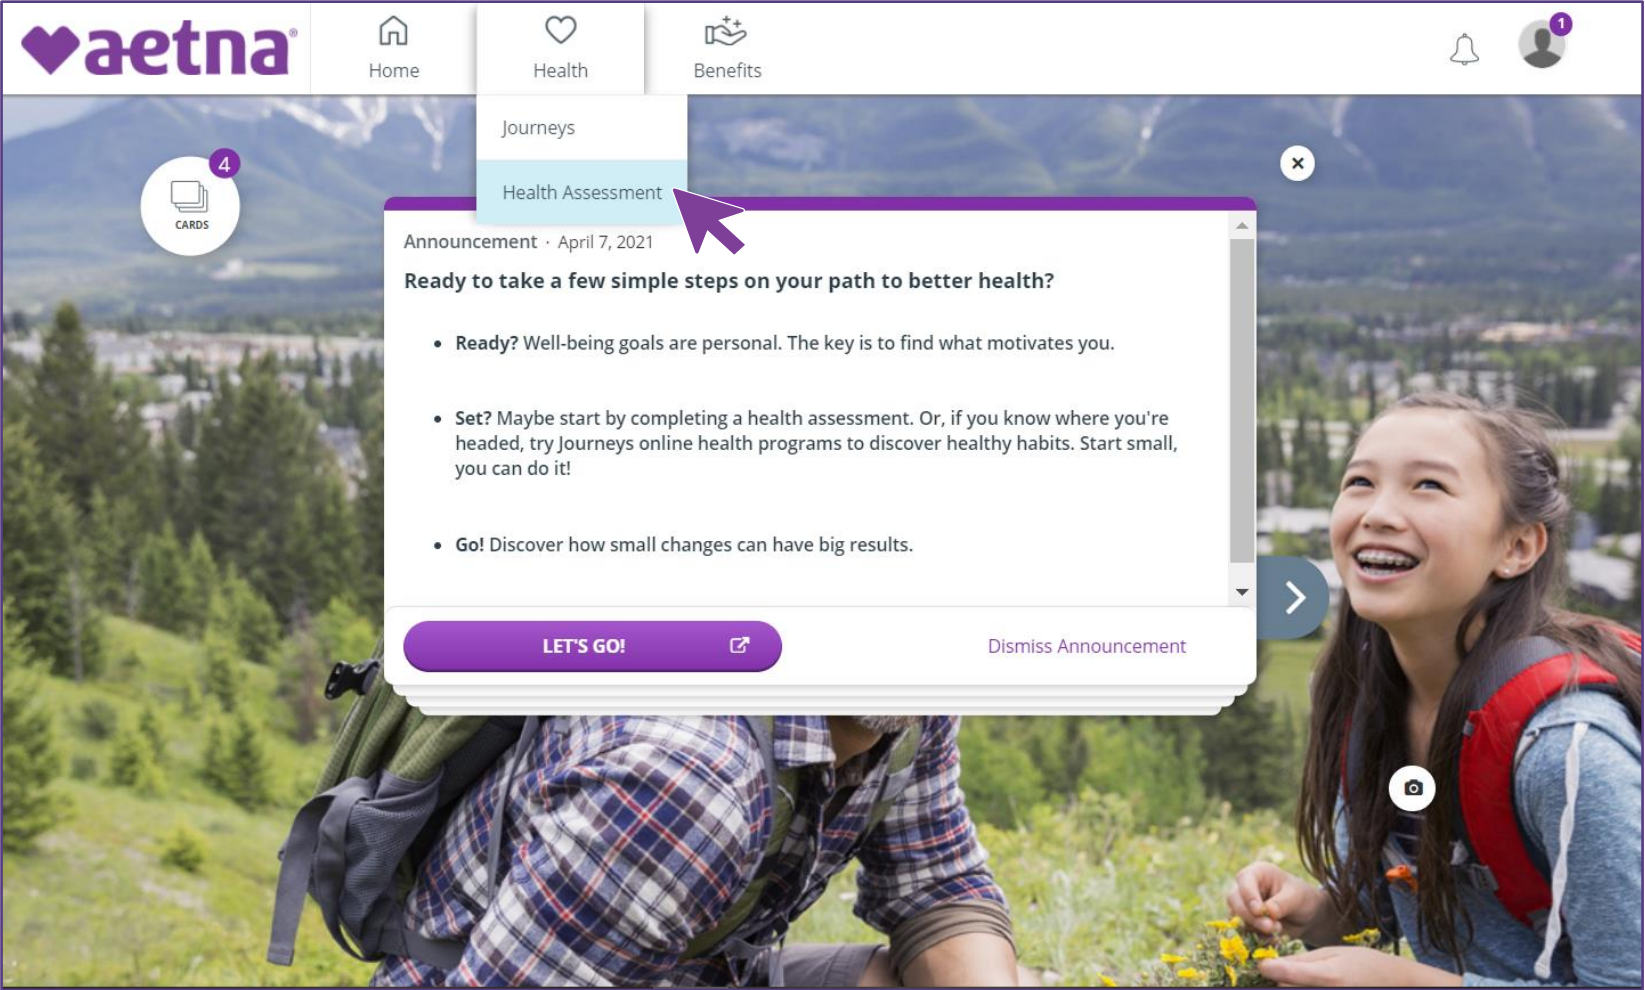 aetna®
Home
Health
Benefits
1
Journeys
Health Assessment
4
CARDS
Announcement · April 7, 2021
Ready to take a few simple steps on your path to better health?
• Ready? Well-being goals are personal. The key is to find what motivates you.
• Set? Maybe start by completing a health assessment. Or, if you know where you're
headed, try Journeys online health programs to discover healthy habits. Start small,
you can do it!
• Go! Discover how small changes can have big results.
LET'S GO!
Dismiss Announcement